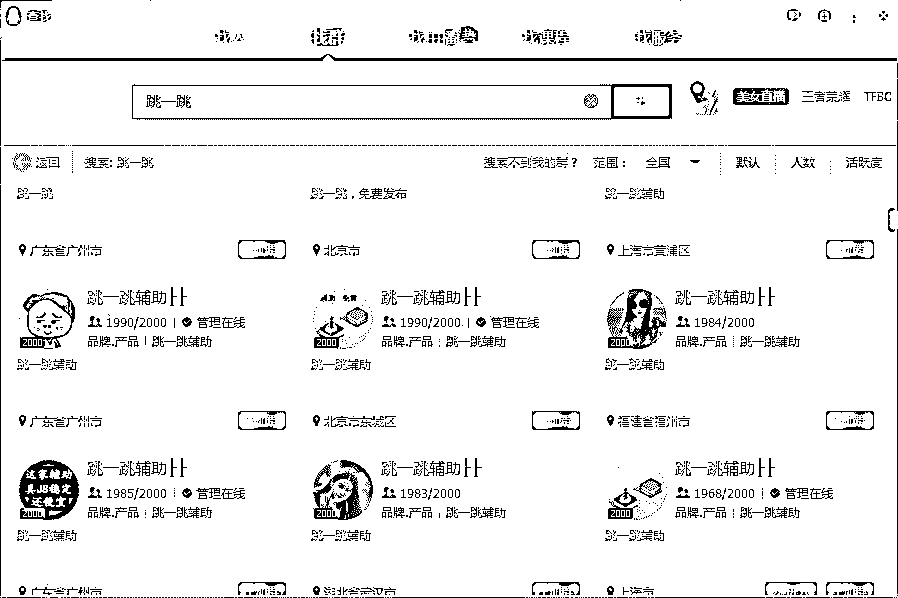 查找
找人 找群 找课程 找服务
跳一跳
美女直播 王者荣耀 TFBO
返回 搜索: 跳一跳 搜索不到我的群？ 范围： 全国 默认 人数 活跃度
跳一跳 跳一跳，免费发布 跳一跳辅助
广东省广州市 北京市 上海市黄浦区
跳一跳辅助 跳一跳辅助 跳一跳辅助
1990/2000 管理在线 1990/2000 管理在线 1984/2000
品牌产品 跳一跳辅助 品牌产品 跳一跳辅助 品牌产品 跳一跳辅助
2000 2000 2000
跳一跳辅助 跳一跳辅助 跳一跳辅助
广东省广州市 北京市东城区 福建省福州市
跳一跳辅助 跳一跳辅助 跳一跳辅助
1985/2000 管理在线 1983/2000 1968/2000 管理在线
品牌产品 跳一跳辅助 品牌产品 跳一跳辅助 品牌产品 跳一跳辅助
2000 2000 2000
跳一跳辅助 跳一跳辅助 跳一跳辅助
广东省广州市 湖北省武汉市 上海市